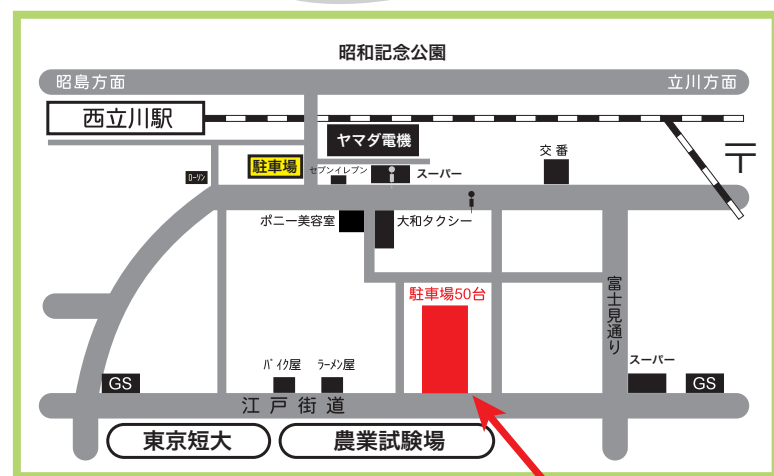 昭和記念公園
昭島方面
立川方面
西立川駅
ヤマダ電機
交番
〒
駐車場
セブンイレブン
スーパー
ローソン
ポニー美容室
大和タクシー
駐車場50台
富士見通り
バイク屋
ラーメン屋
スーパー
GS
GS
江戸街道
東京短大
農業試験場